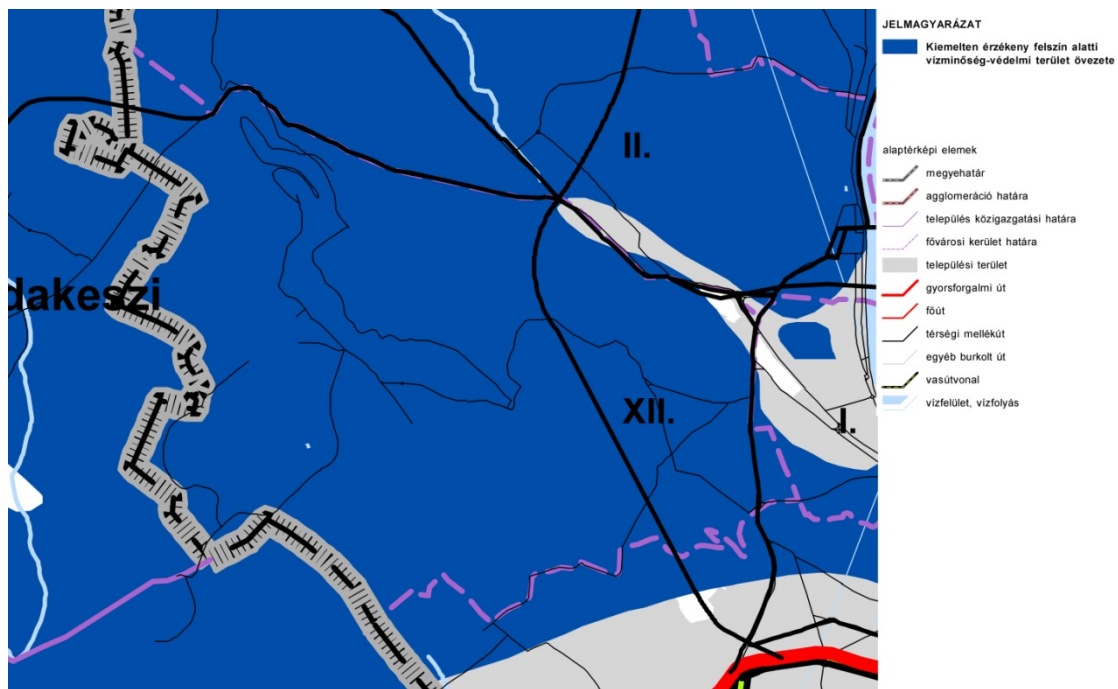 II.
dakeszi
XII.
I.
JELMAGYARÁZAT
Kiemelten érzékeny felszín alatti
vízminőség-védelmi terület övezete
alaptérképi elemek
megyehatár
agglomeráció határa
település közigazgatási határa
fővárosi kerület határa
települési terület
gyorsforgalmi út
főút
térségi mellékút
egyéb burkolt út
vasútvonal
vízfelület, vízfolyás